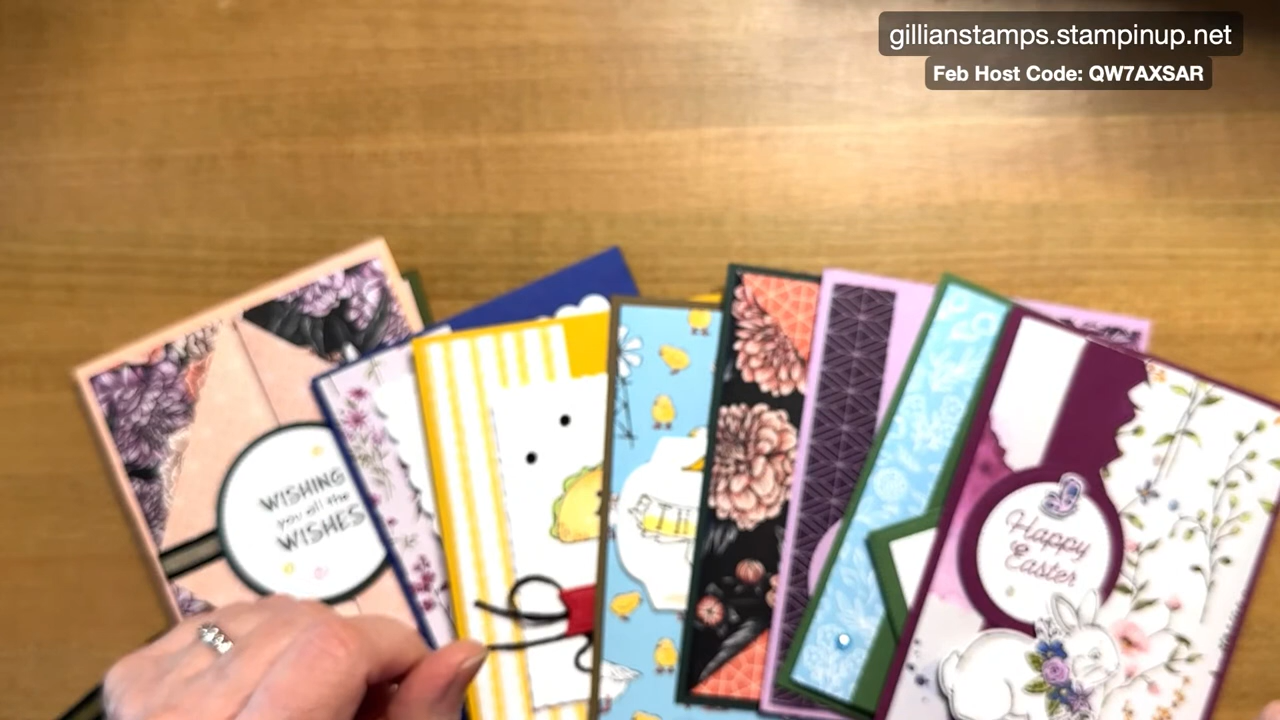 gillianstamps.stampinup.net
Feb Host Code: QW7AXSAR
WISHING
you all the
WISHES
Happy
Easter